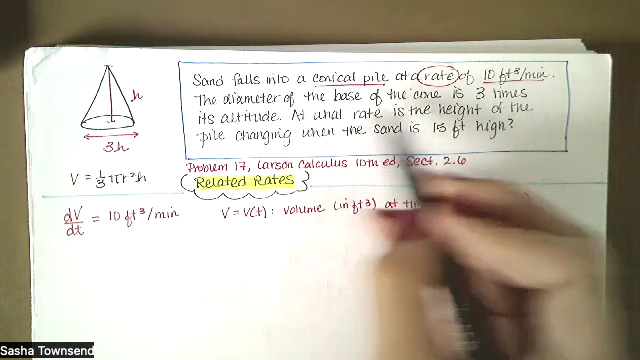 Sand falls into a conical pile at a rate of 10 ft³/min.
The diameter of the base of the cone is 3 times
its altitude. At what rate is the height of the
pile changing when the sand is 15 ft high?
h
3h
V = 1/3 πr²h
Problem 17, Larson Calculus 10th ed, Sect. 2.6
Related Rates
dV/dt = 10 ft³/min
V = V(t): volume (in ft³) at
Sasha Townsend